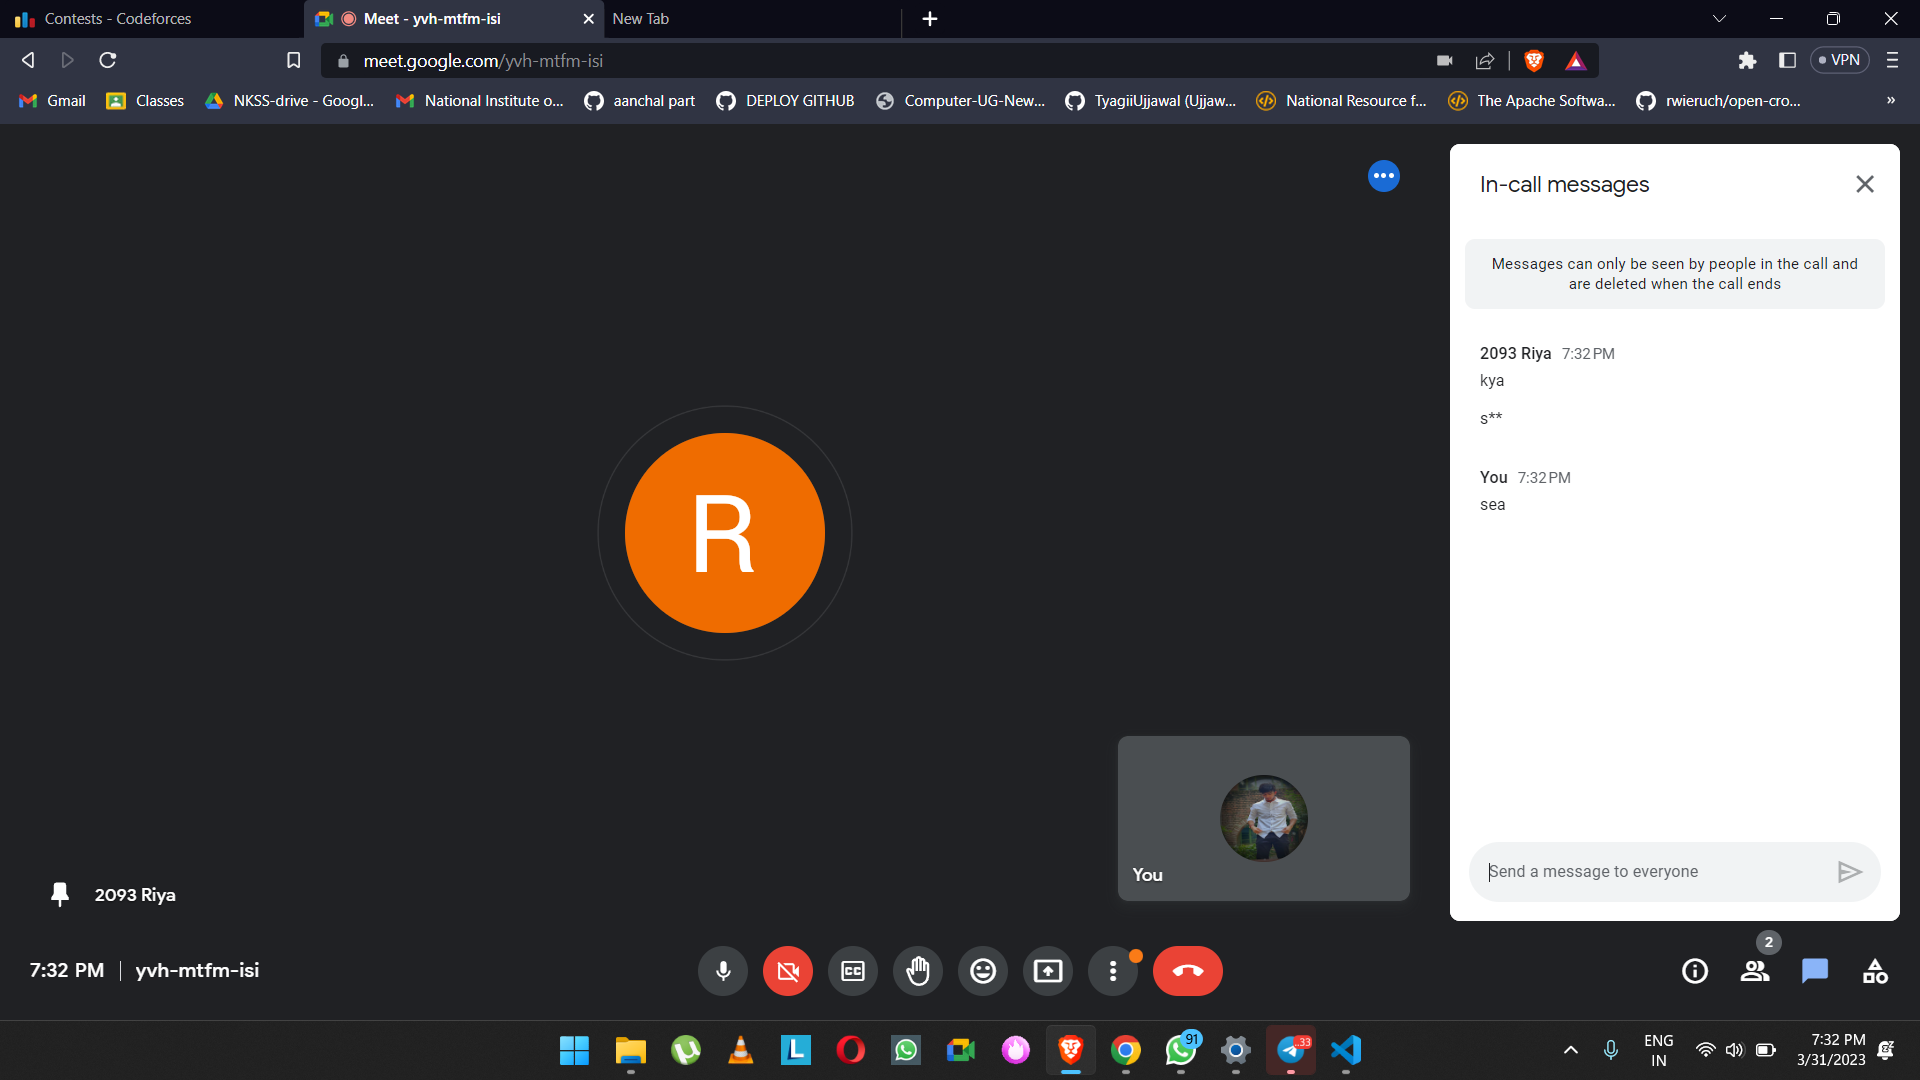 Contests - Codeforces
Meet - yvh-mtfm-isi
New Tab
meet.google.com/yvh-mtfm-isi
VPN
Gmail
Classes
NKSS-drive - Googl...
National Institute o...
aanchal part
DEPLOY GITHUB
Computer-UG-New...
TyagiiUjjawal (Ujjaw...
National Resource f...
The Apache Softwa...
rwieruch/open-cro...
»
In-call messages
Messages can only be seen by people in the call and
are deleted when the call ends
2093 Riya 7:32 PM
kya
s**
You 7:32 PM
sea
R
You
Send a message to everyone
2093 Riya
7:32 PM | yvh-mtfm-isi
CC
2
L
91
..33
ENG
IN
7:32 PM
3/31/2023